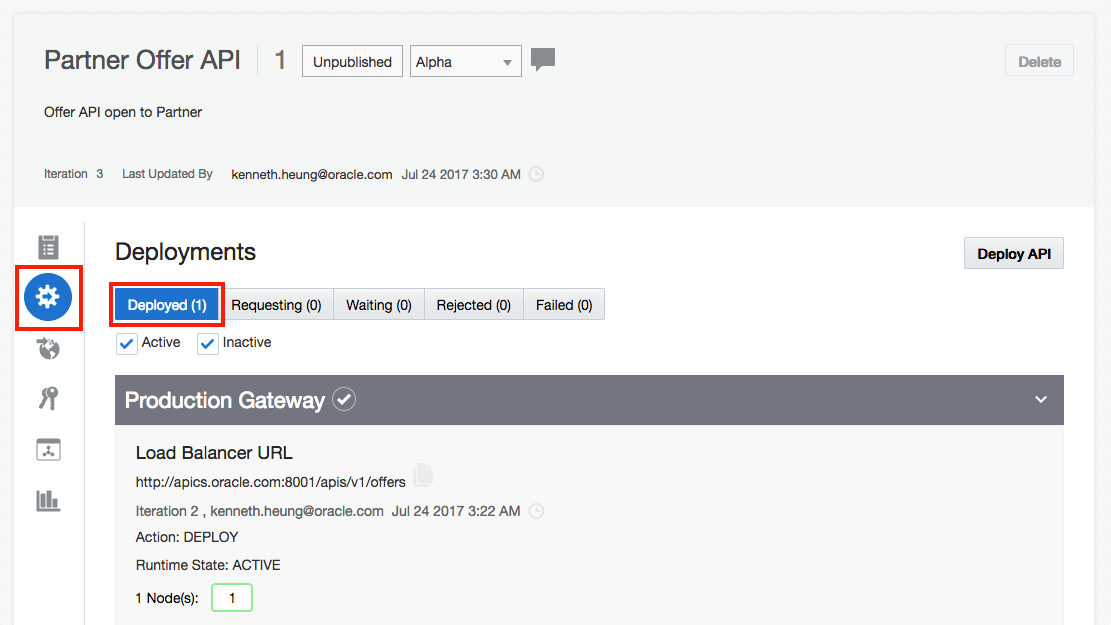 Partner Offer API 1 Unpublished Alpha Delete
Offer API open to Partner
Iteration 3 Last Updated By kenneth.heung@oracle.com Jul 24 2017 3:30 AM
Deployments Deploy API
Deployed (1) Requesting (0) Waiting (0) Rejected (0) Failed (0)
Active Inactive
Production Gateway
Load Balancer URL
http://apics.oracle.com:8001/apis/v1/offers
Iteration 2 , kenneth.heung@oracle.com Jul 24 2017 3:22 AM
Action: DEPLOY
Runtime State: ACTIVE
1 Node(s): 1